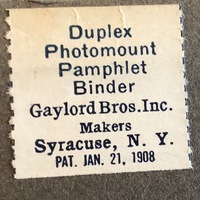 Duplex
Photomount
Pamphlet
Binder
Gaylord Bros. Inc.
Makers
Syracuse, N. Y.
PAT. JAN. 21, 1908